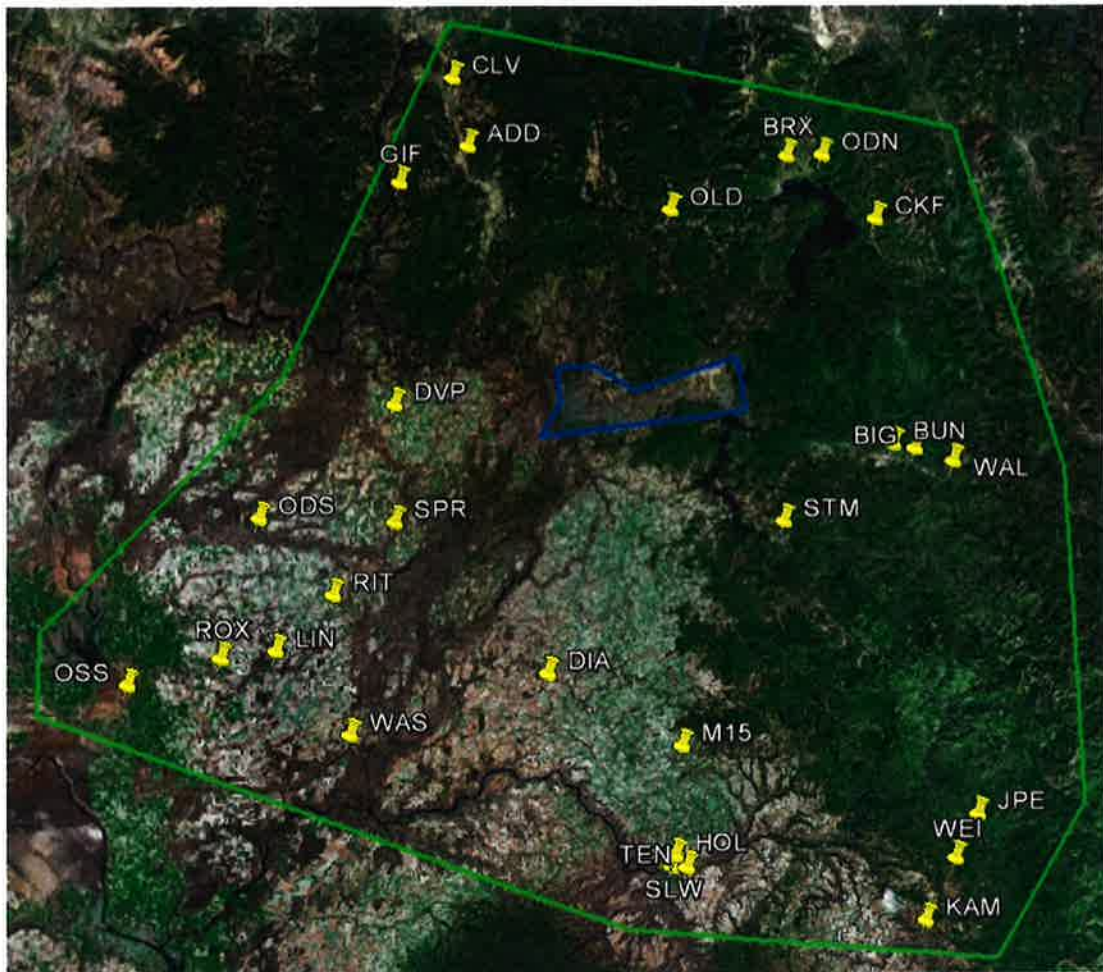 CLV
ADD
GIF
BRX
ODN
OLD
CKF
DVP
BIG
BUN
WAL
ODS
SPR
STM
RIT
ROX
LIN
OSS
DIA
WAS
M15
JPE
WEI
TEN
HOL
SLW
KAM